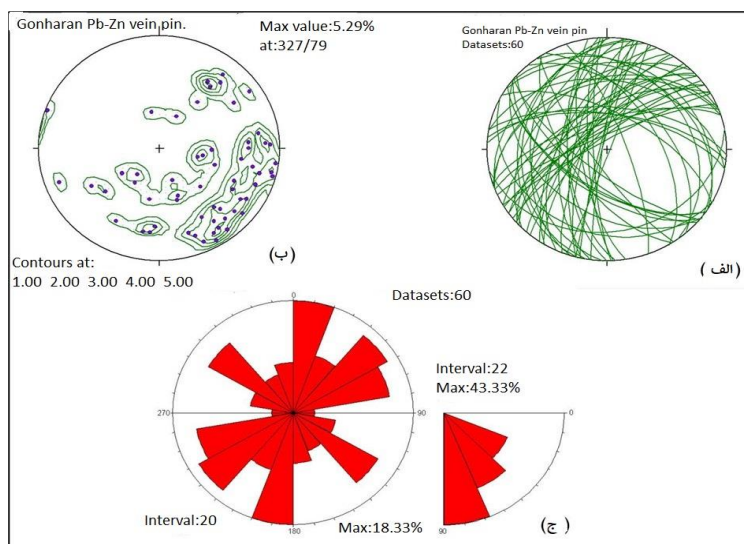 Gonharan Pb-Zn vein pin.
Max value:5.29%
at:327/79
Contours at:
1.00 2.00 3.00 4.00 5.00
(ب)
Gonharan Pb-Zn vein pin
Datasets:60
(الف)
Datasets:60
0
90
180
270
Interval:20
Max:18.33%
Interval:22
Max:43.33%
0
90
(ج)